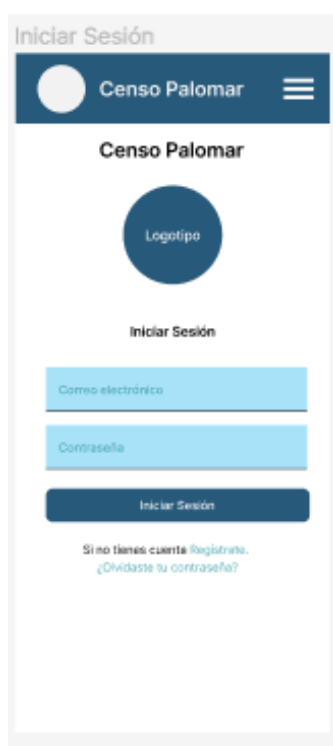 Iniciar Sesión
Censo Palomar
Censo Palomar
Logotipo
Iniciar Sesión
Correo electrónico
Contraseña
Iniciar Sesión
Si no tienes cuenta Regístrate.
¿Olvidaste tu contraseña?